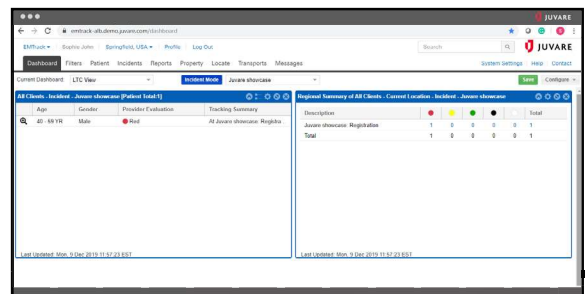 JUVARE
emtrack-alb.demo.juvare.com/dashboard
EMTrack Sophie John Springfield, USA Profile Log Out Search JUVARE
Dashboard Filters Patient Incidents Reports Property Locate Transports Messages System Settings Help Contact
Current Dashboard: LTC View Incident Mode Juvare showcase Save Configure
All Clients - Incident - Juvare showcase [Patient Total:1]
Age Gender Provider Evaluation Tracking Summary
40 - 59 YR Male Red At Juvare showcase: Registra...
Last Updated: Mon, 9 Dec 2019 11:57:23 EST
Regional Summary of All Clients - Current Location - Incident - Juvare showcase
Description Total
Juvare showcase: Registration 1 0 0 0 0 1
Total 1 0 0 0 0 1
Last Updated: Mon, 9 Dec 2019 11:57:23 EST